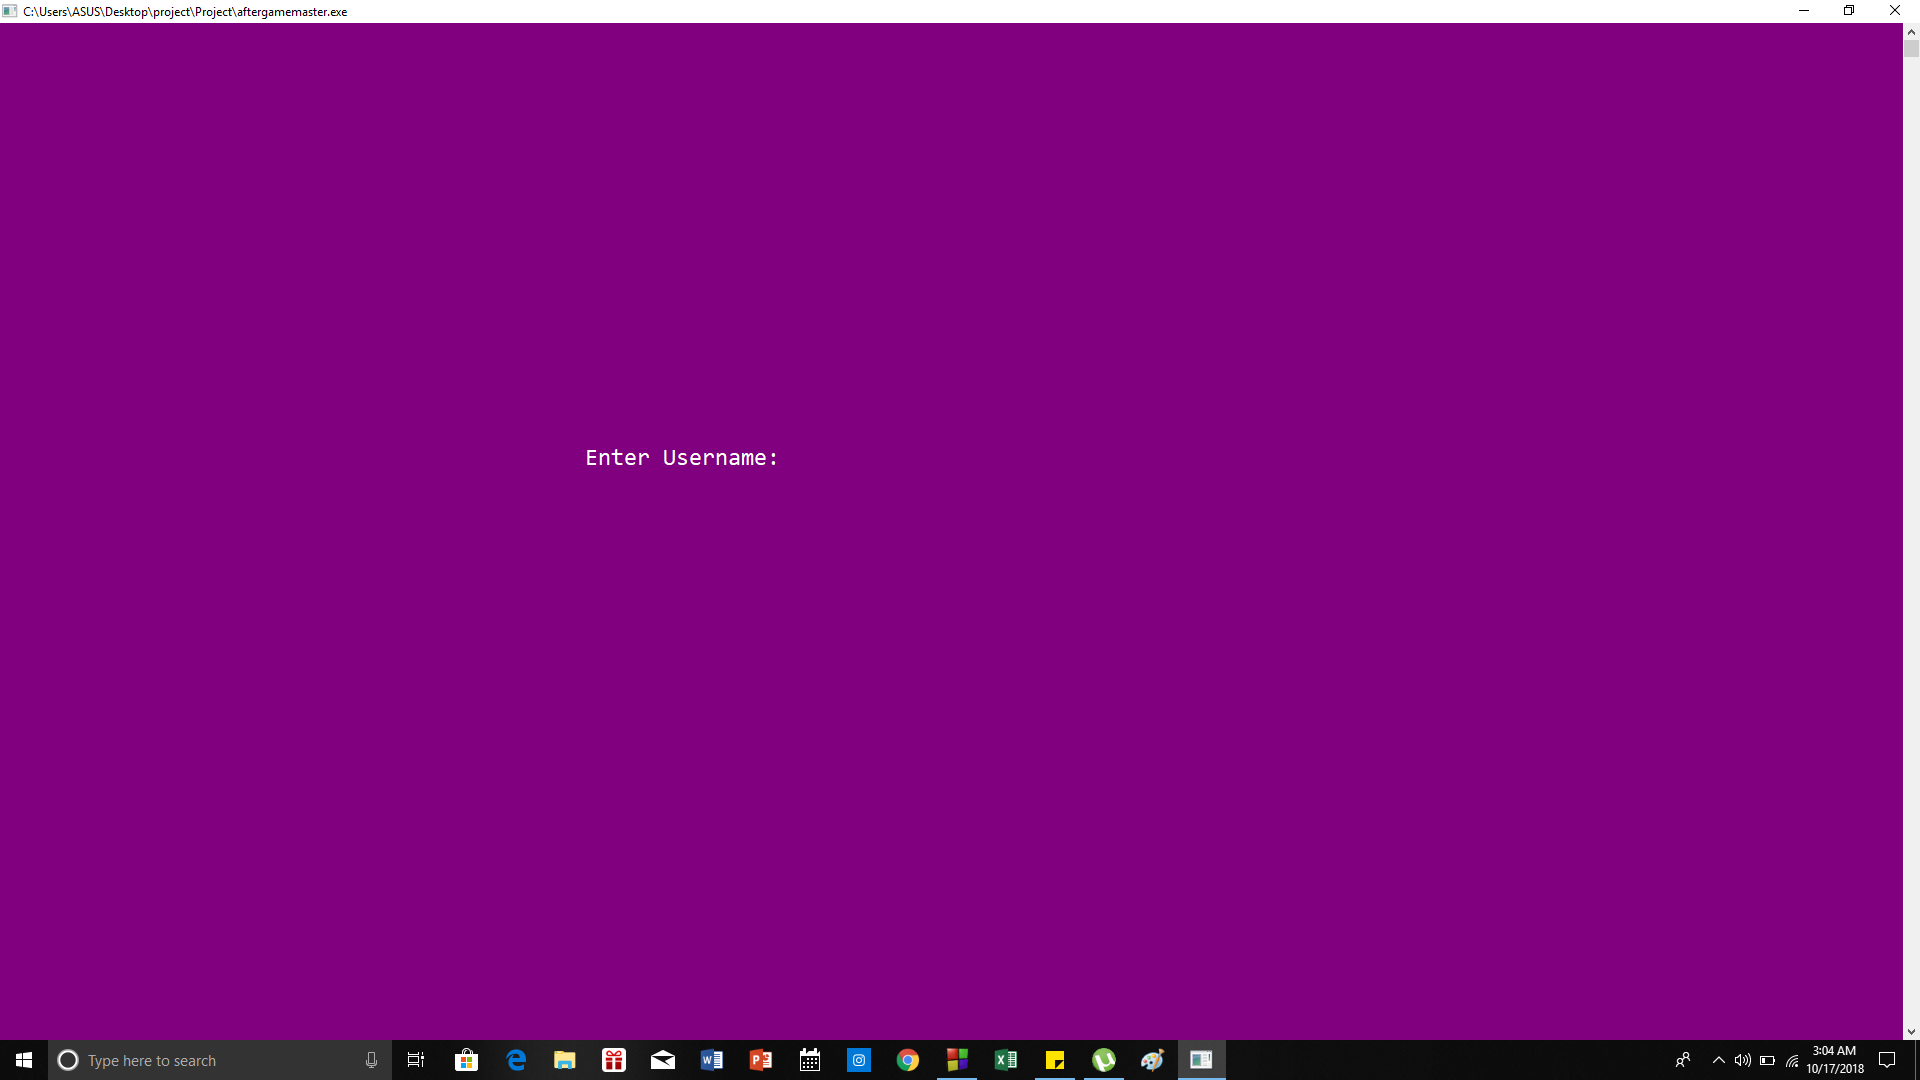 C:\Users\ASUS\Desktop\project\Project\aftergamemaster.exe
Enter Username:
Type here to search
3:04 AM
10/17/2018